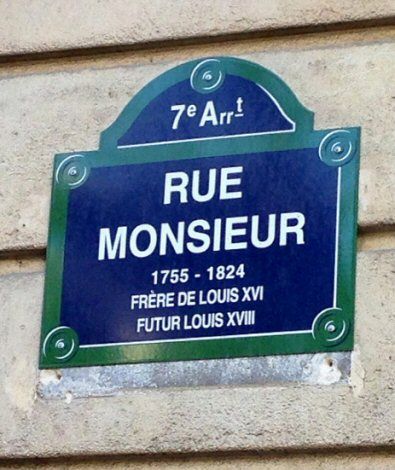 7e Arrt
RUE
MONSIEUR
1755 - 1824
FRÈRE DE LOUIS XVI
FUTUR LOUIS XVIII